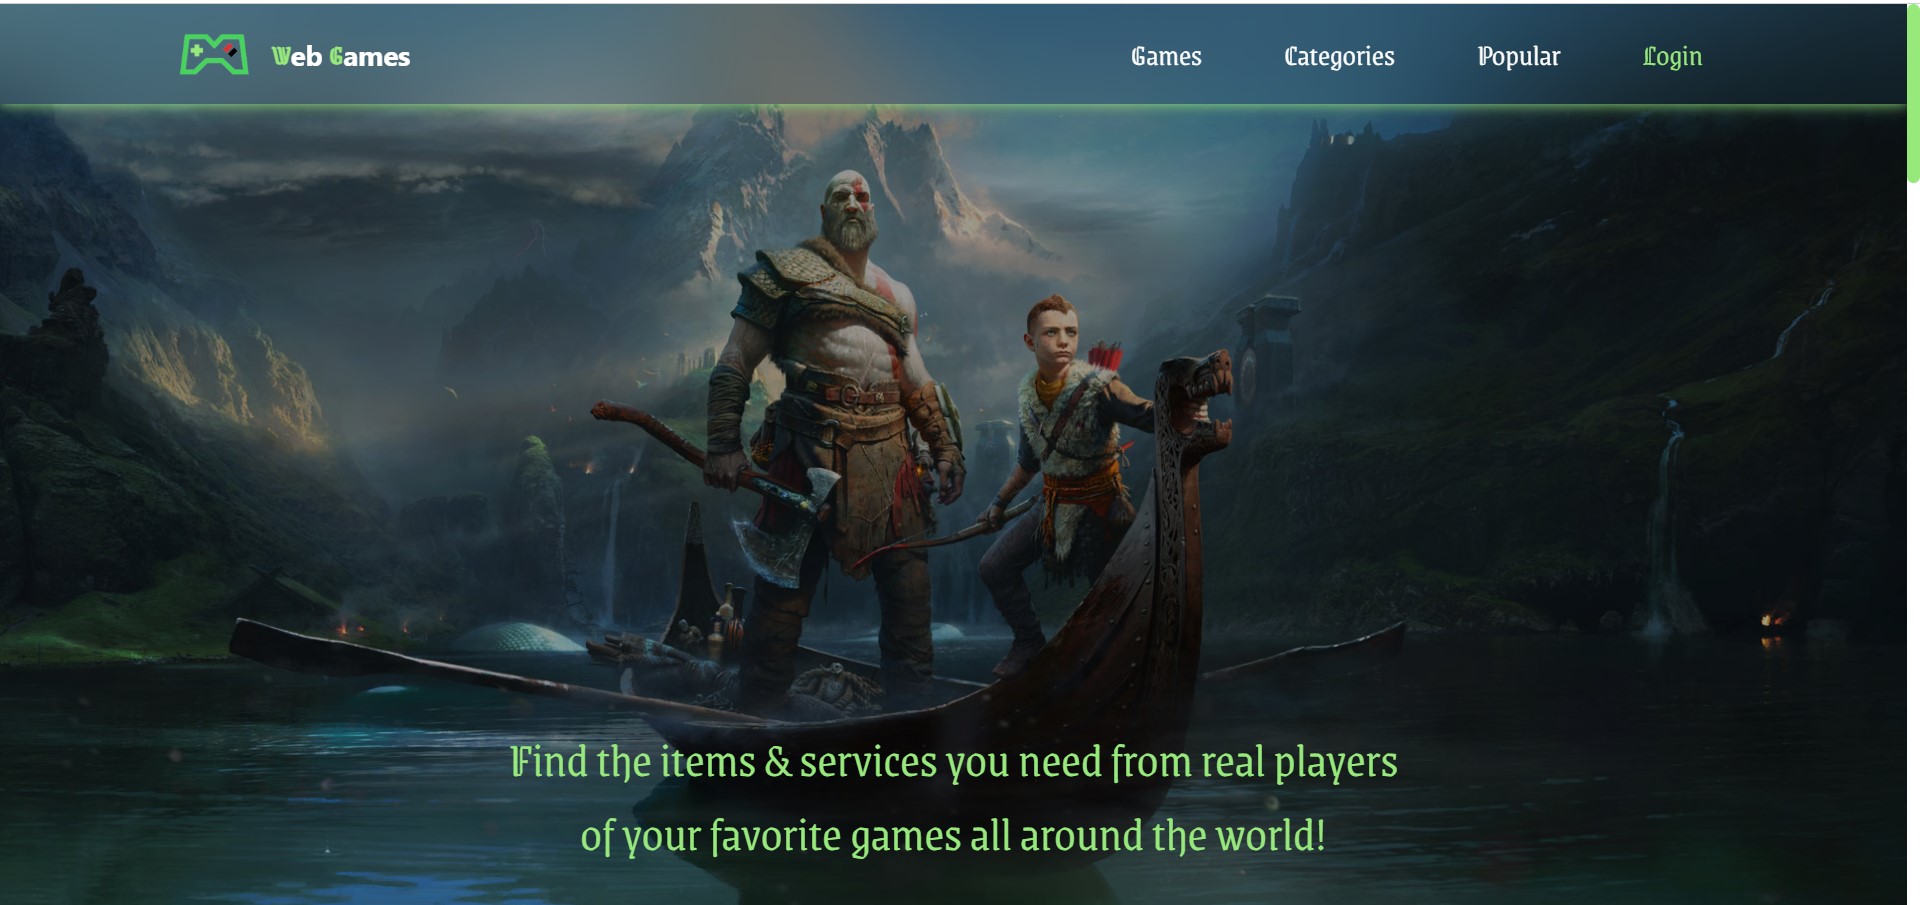 Web Games
Games
Categories
Popular
Login
Find the items & services you need from real players
of your favorite games all around the world!